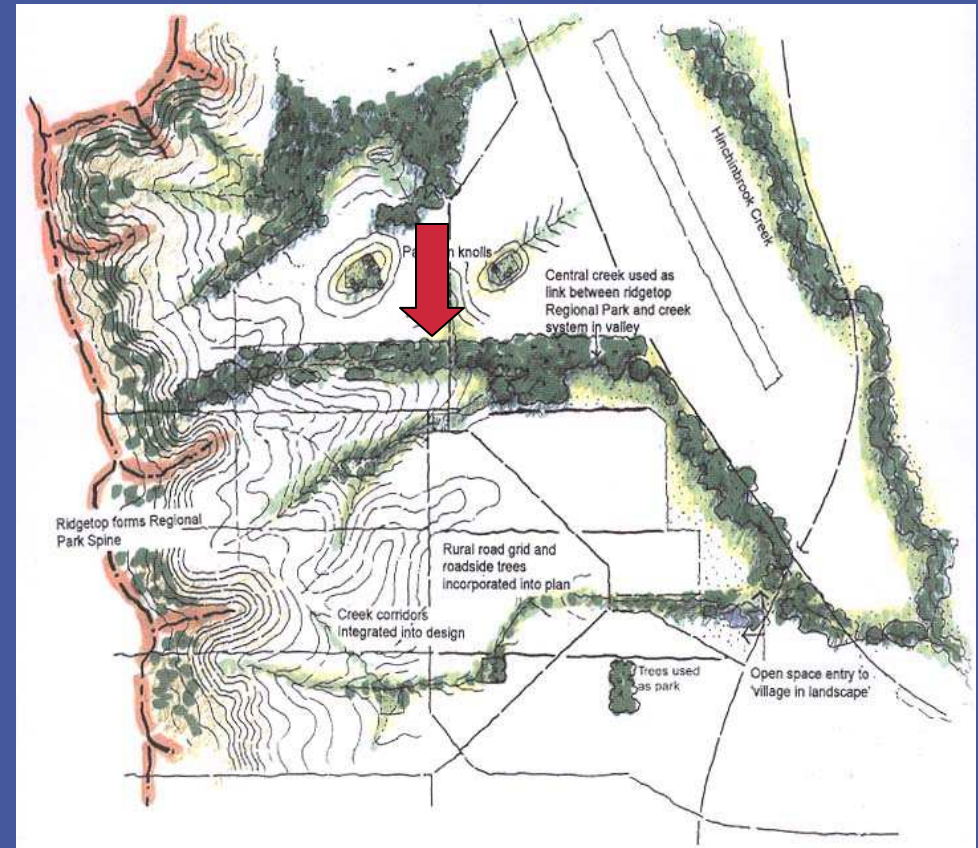 Hinchinbrook Creek
knolls
Central creek used as
link between ridgetop
Regional Park and creek
system in valley
Ridgetop forms Regional
Park Spine
Rural road grid and
roadside trees
incorporated into plan
Creek corridors
integrated into design
Trees used
as park
Open space entry to
'village in landscape'